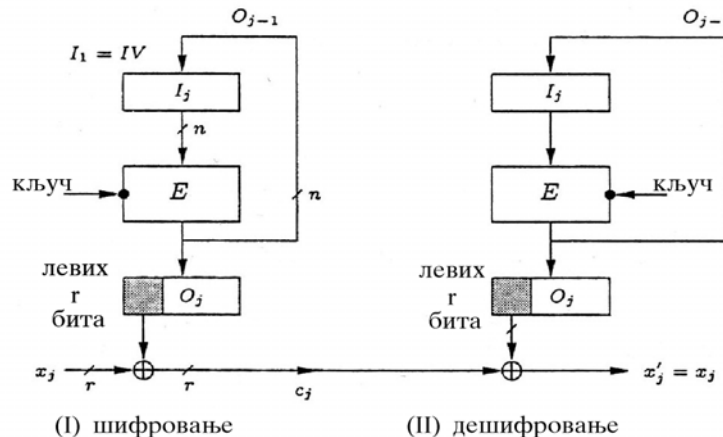 O_{j-1}
I_1 = IV
I_j
n
кључ
E
n
левих
r
бита
O_j
x_j
r
r
c_j
(I) шифровање
O_{j-
I_j
E
кључ
левих
r
бита
O_j
x'_j = x_j
(II) дешифровање